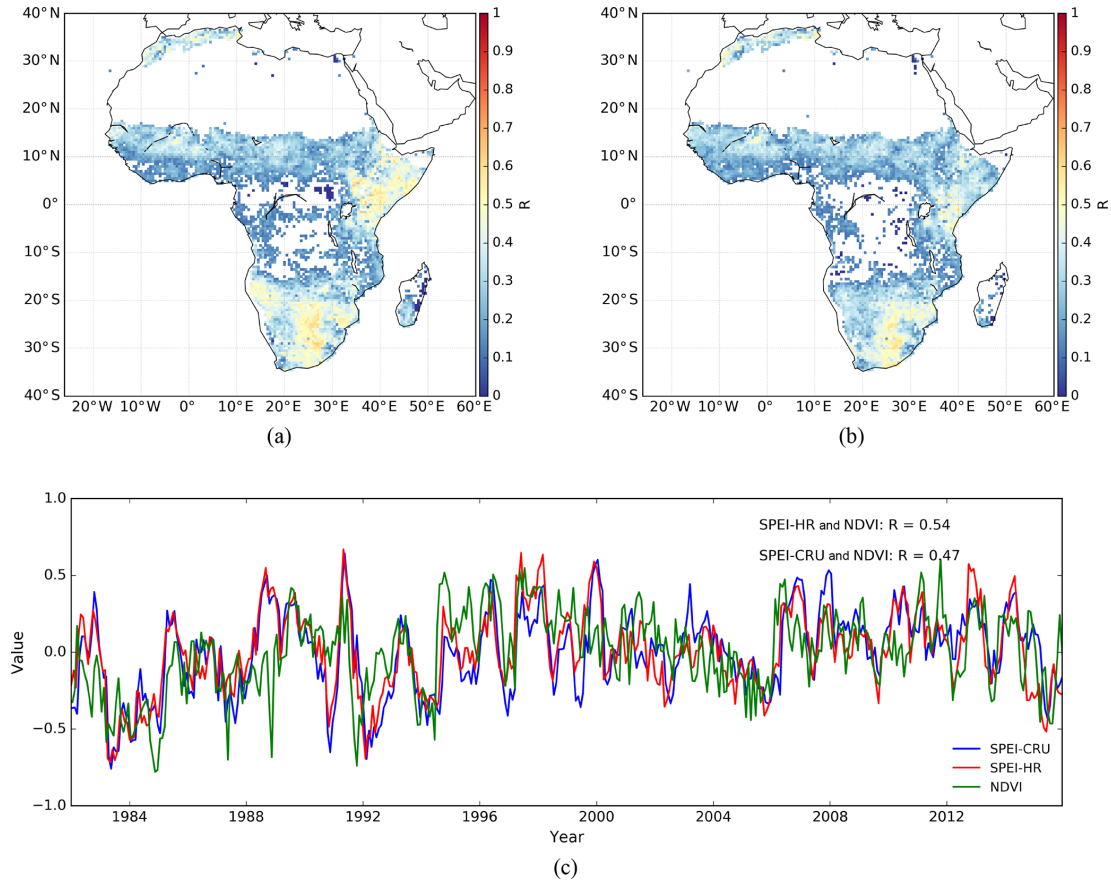 40°N
30°N
20°N
10°N
0°
10°S
20°S
30°S
40°S
20°W 10°W 0° 10°E 20°E 30°E 40°E 50°E 60°E
1
0.9
0.8
0.7
0.6
0.5
0.4
0.3
0.2
0.1
0
R
(a)
40°N
30°N
20°N
10°N
0°
10°S
20°S
30°S
40°S
20°W 10°W 0° 10°E 20°E 30°E 40°E 50°E 60°E
1
0.9
0.8
0.7
0.6
0.5
0.4
0.3
0.2
0.1
0
R
(b)
1.0
0.5
0.0
−0.5
−1.0
Value
SPEI-HR and NDVI: R = 0.54
SPEI-CRU and NDVI: R = 0.47
SPEI-CRU
SPEI-HR
NDVI
1984 1988 1992 1996 2000 2004 2008 2012
Year
(c)